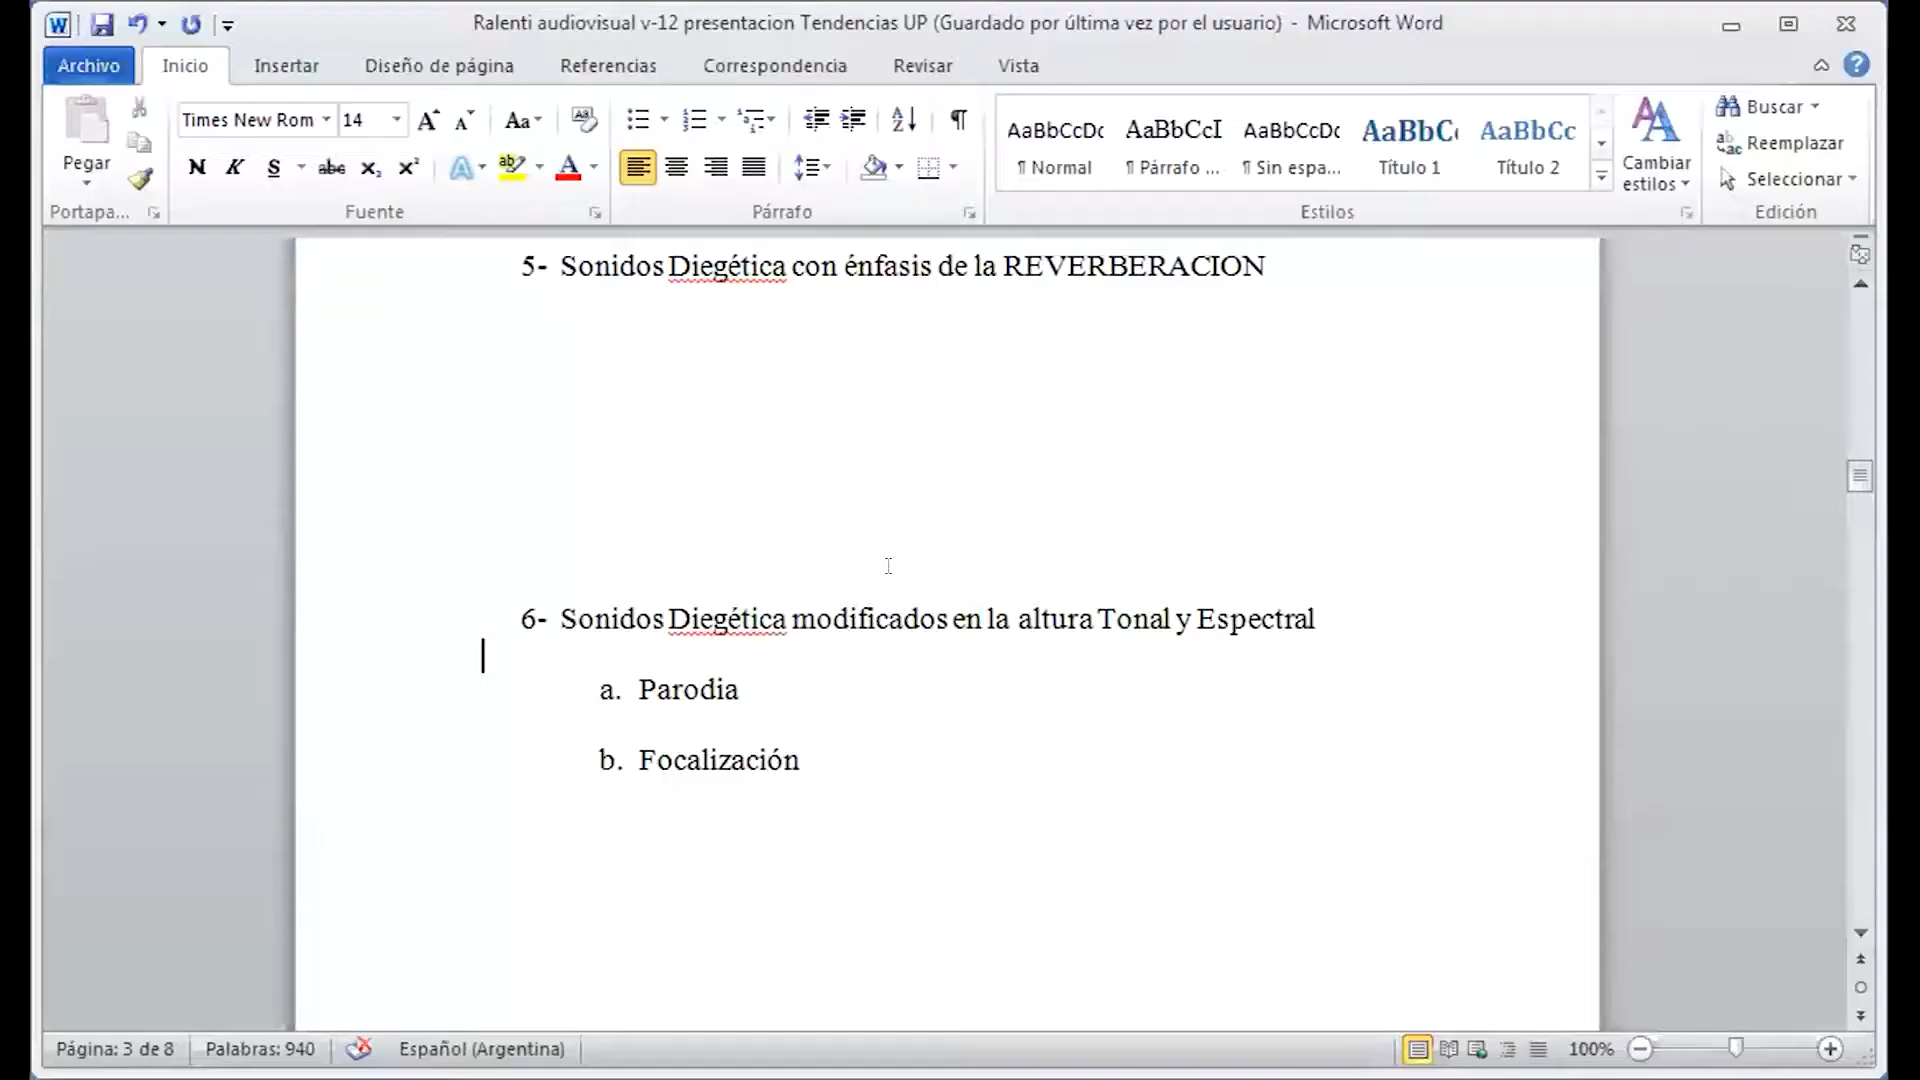 Ralenti audiovisual v-12 presentacion Tendencias UP (Guardado por última vez por el usuario) - Microsoft Word
Archivo Inicio Insertar Diseño de página Referencias Correspondencia Revisar Vista
Times New Rom 14 Aa AaBbCcDc AaBbCcI AaBbCcDc AaBbC AaBbCc Buscar
Pegar N K S abc x₂ x² A ab A ¶ Normal ¶ Párrafo ... ¶ Sin espa... Título 1 Título 2 Cambiar estilos Reemplazar
Seleccionar
Portapa... Fuente Párrafo Estilos Edición
5- Sonidos Diegética con énfasis de la REVERBERACION
6- Sonidos Diegética modificados en la altura Tonal y Espectral
a. Parodia
b. Focalización
Página: 3 de 8 Palabras: 940 Español (Argentina) 100%